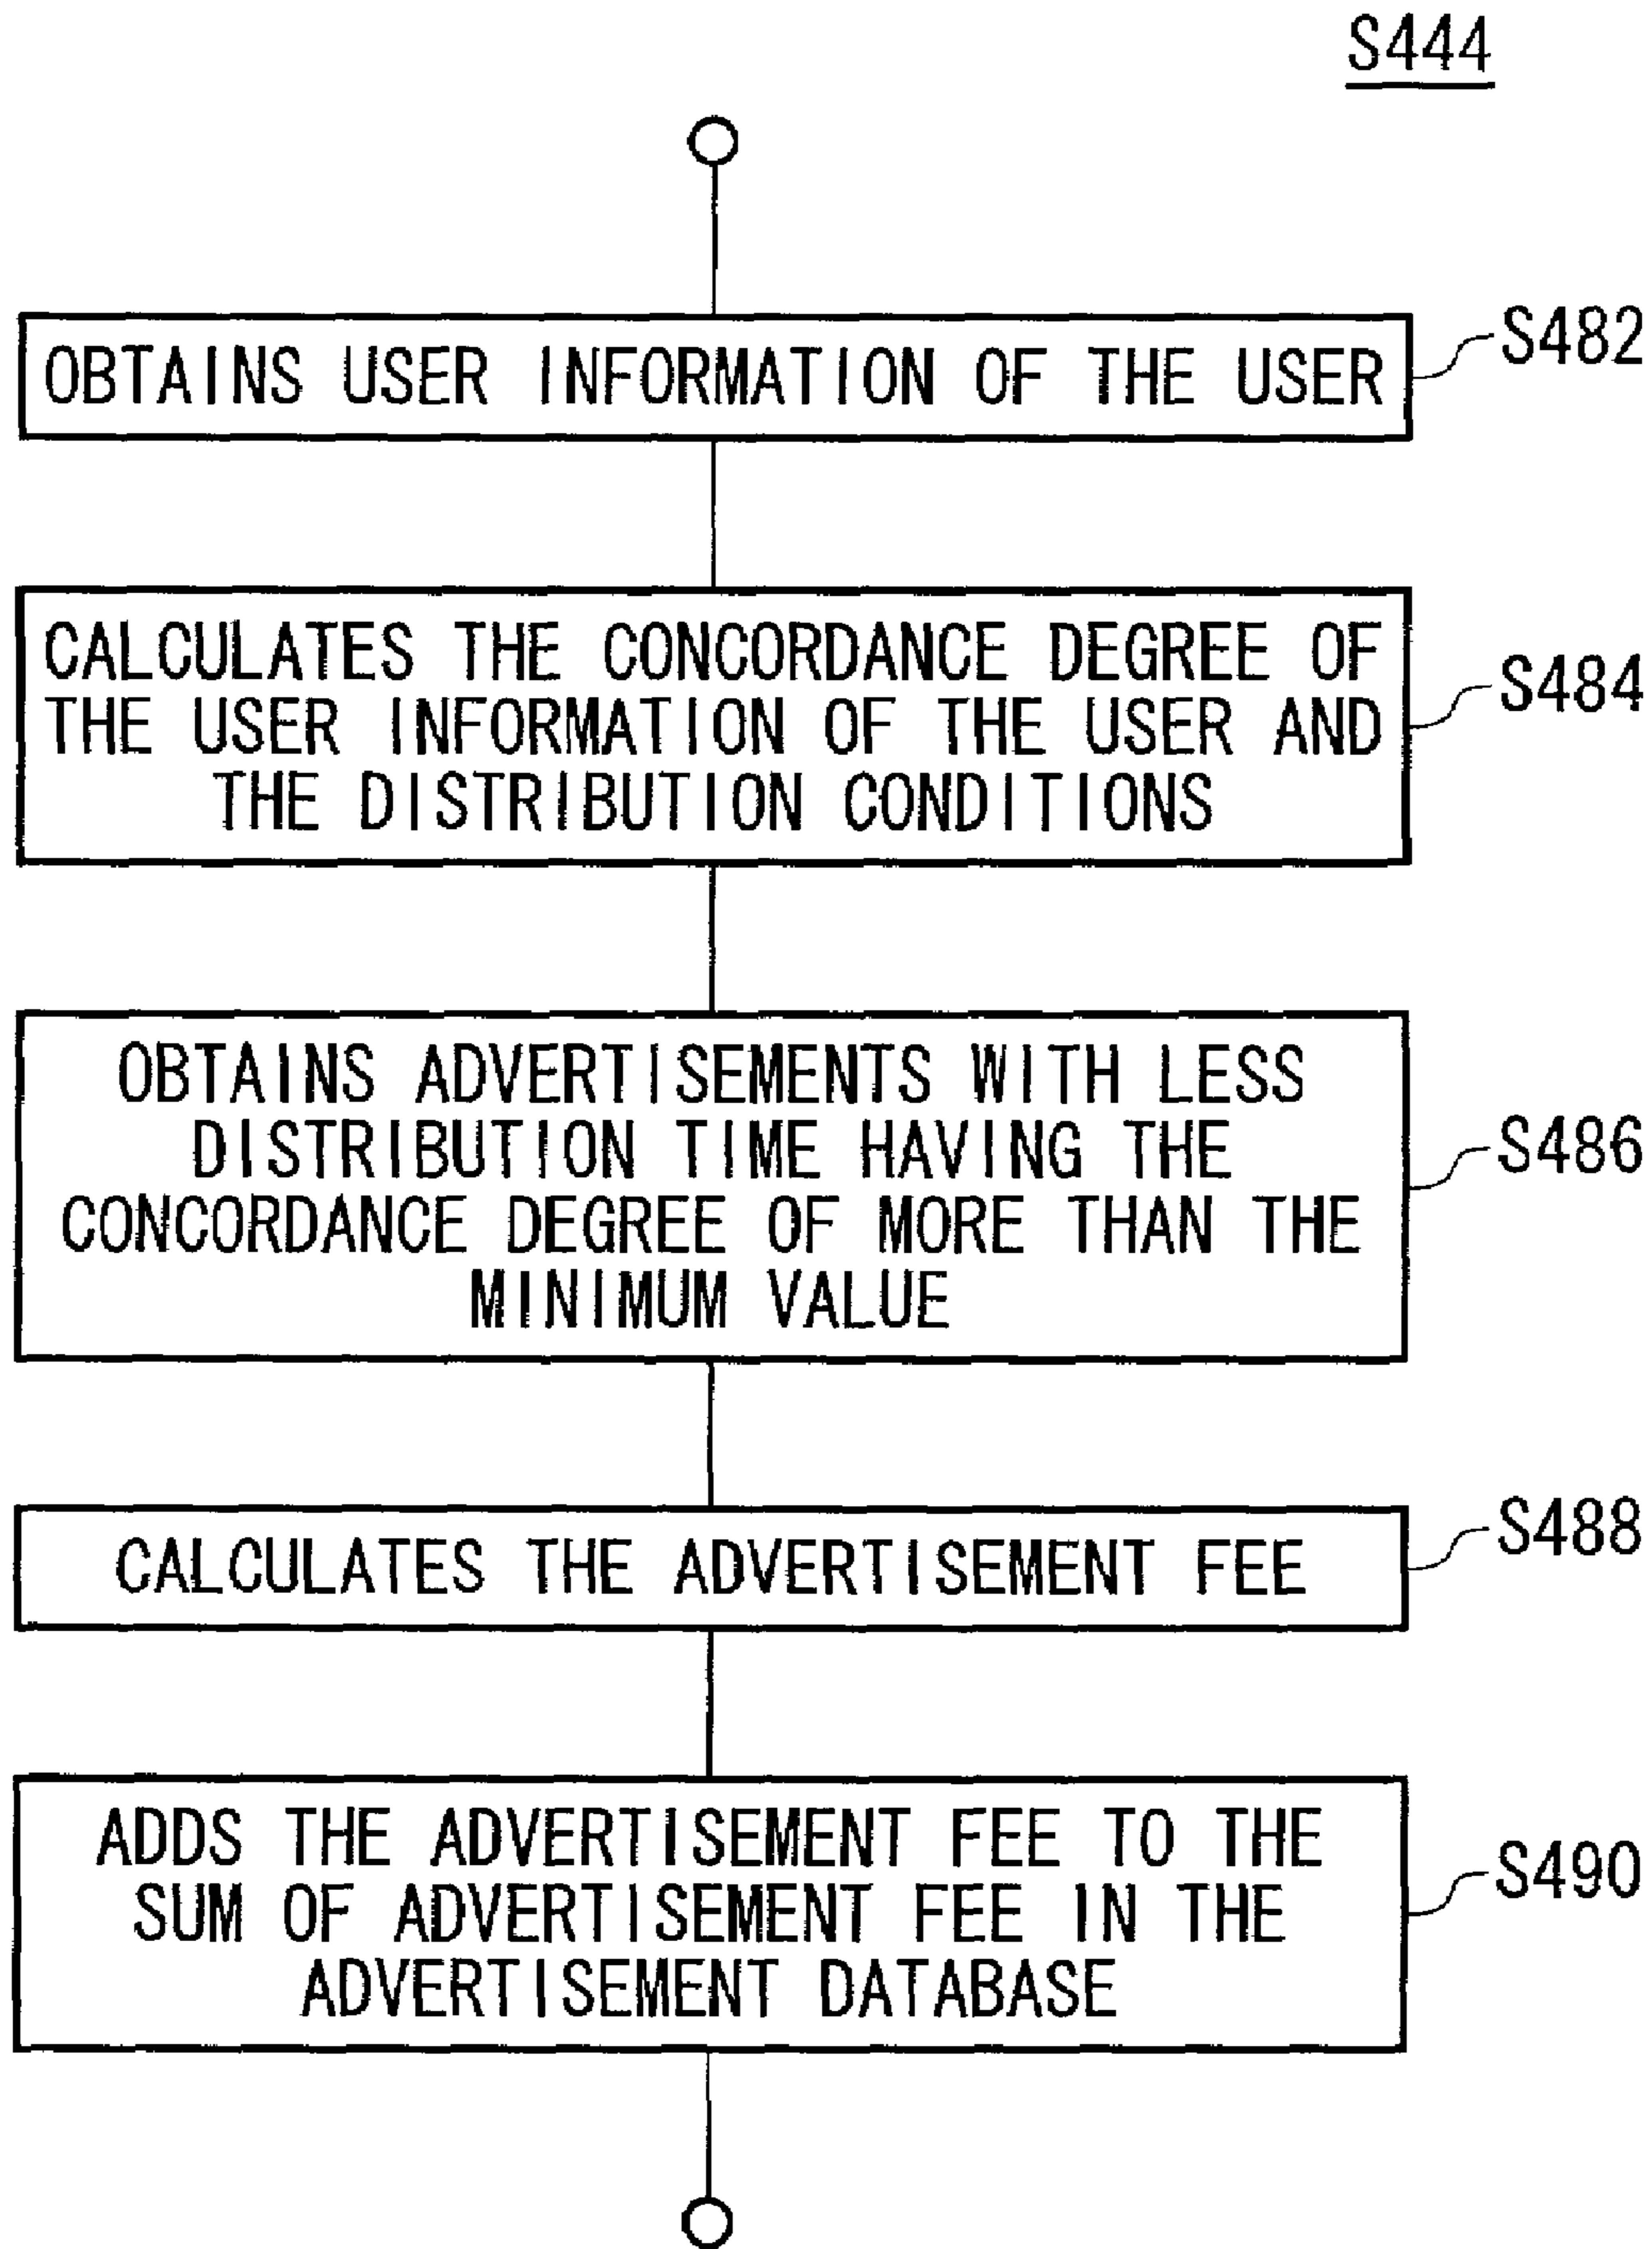 S444
OBTAINS USER INFORMATION OF THE USER
S482
CALCULATES THE CONCORDANCE DEGREE OF
THE USER INFORMATION OF THE USER AND
THE DISTRIBUTION CONDITIONS
S484
OBTAINS ADVERTISEMENTS WITH LESS
DISTRIBUTION TIME HAVING THE
CONCORDANCE DEGREE OF MORE THAN THE
MINIMUM VALUE
S486
CALCULATES THE ADVERTISEMENT FEE
S488
ADDS THE ADVERTISEMENT FEE TO THE
SUM OF ADVERTISEMENT FEE IN THE
ADVERTISEMENT DATABASE
S490